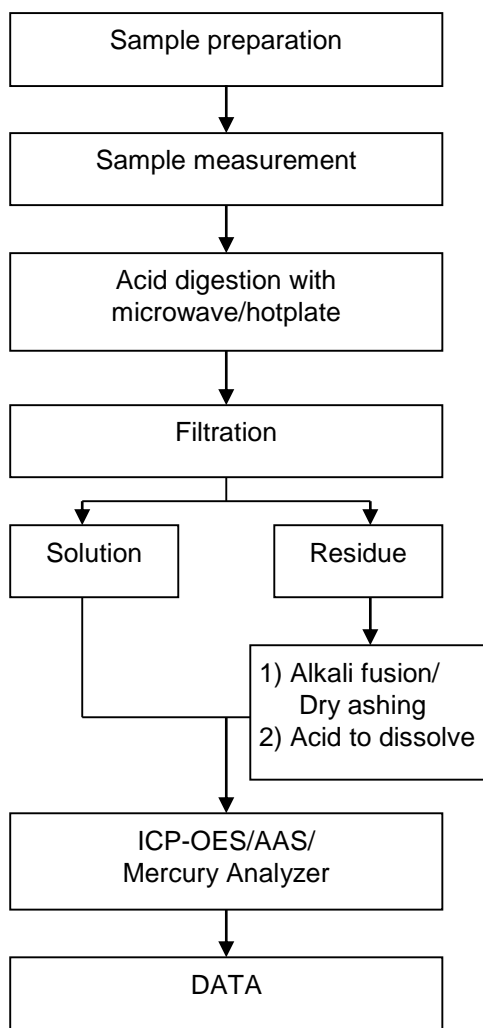 Sample preparation
Sample measurement
Acid digestion with
microwave/hotplate
Filtration
Solution
Residue
1) Alkali fusion/
Dry ashing
2) Acid to dissolve
ICP-OES/AAS/
Mercury Analyzer
DATA